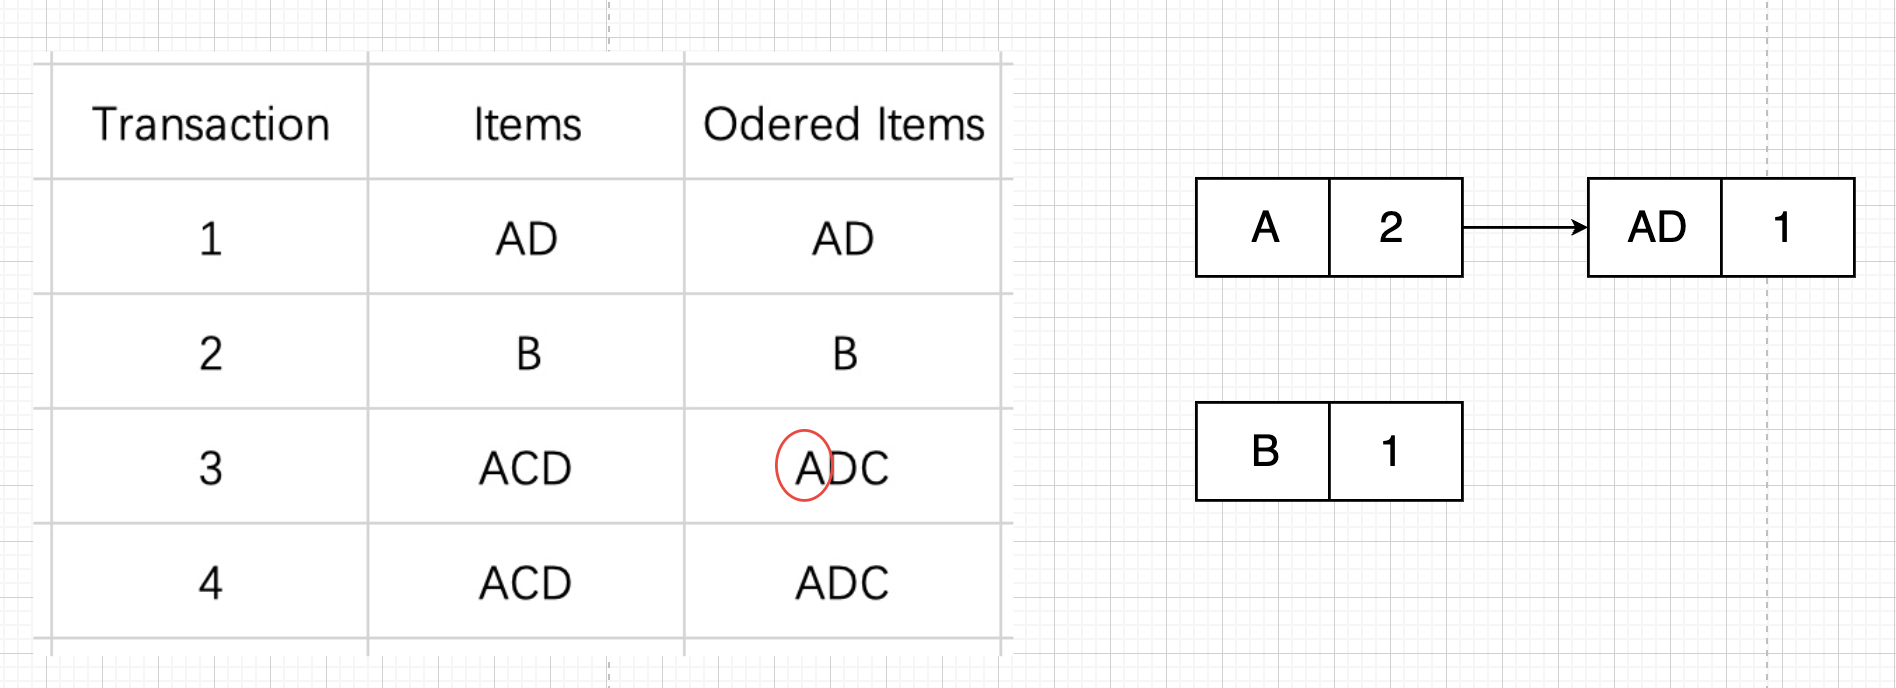 Transaction Items Odered Items
1 AD AD
2 B B
3 ACD ADC
4 ACD ADC
A 2 AD 1
B 1